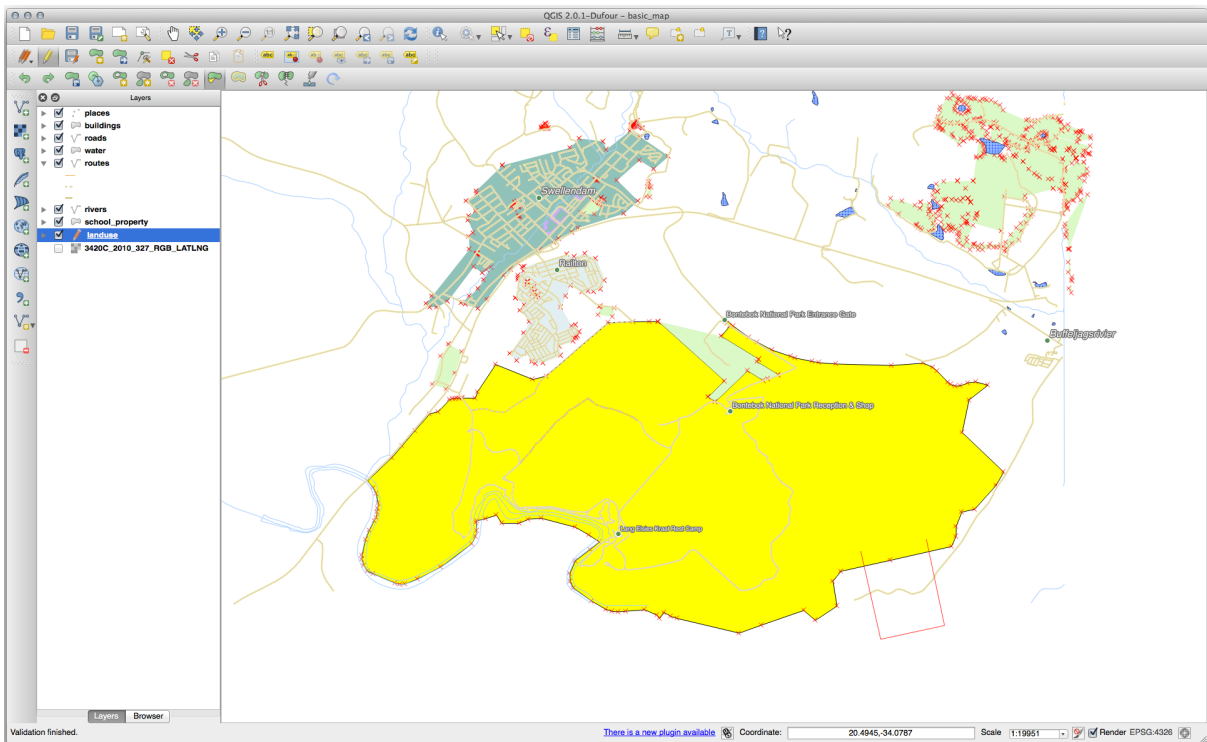 QGIS 2.0.1-Dufour – basic_map
Layers
places
buildings
roads
water
routes
rivers
school_property
landuse
3420C_2010_327_RGB_LATLNG
Swellendam
Railton
Bontebok National Park Entrance Gate
Buffeljagsrivier
Bontebok National Park Reception & Shop
Lang Elsies Kraal Rest Camp
Layers Browser
Validation finished.
There is a new plugin available
Coordinate: 20.4945,-34.0787
Scale 1:19951
Render EPSG:4326